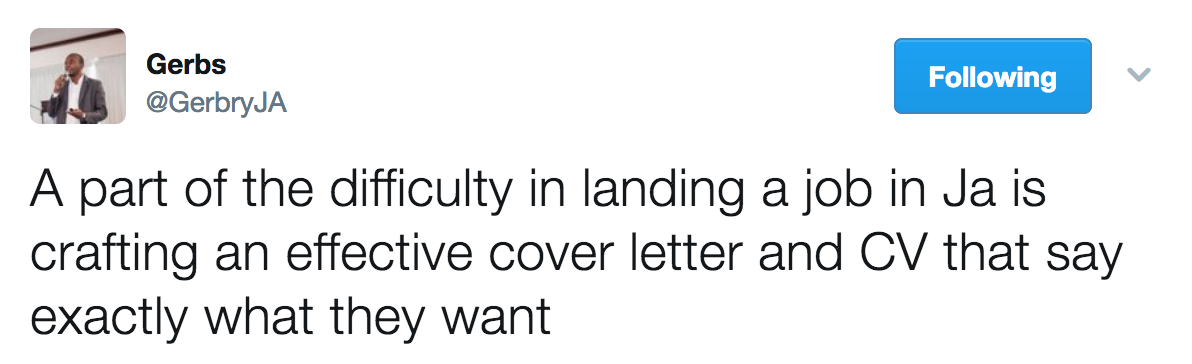 Gerbs
@GerbryJA
Following
A part of the difficulty in landing a job in Ja is
crafting an effective cover letter and CV that say
exactly what they want